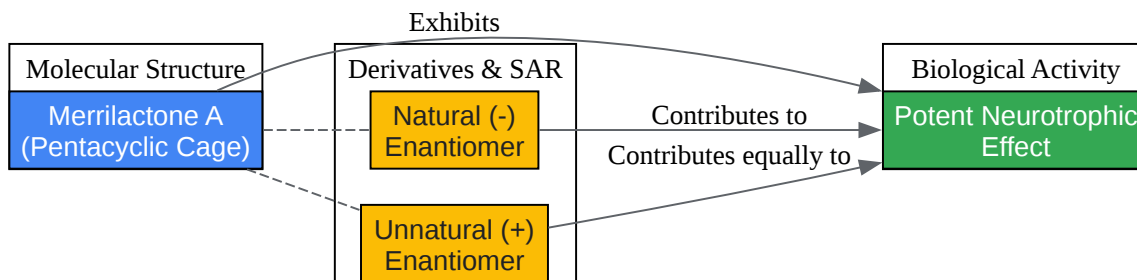 Exhibits
Molecular Structure
Merrilactone A
(Pentacyclic Cage)
Derivatives & SAR
Natural (-)
Enantiomer
Unnatural (+)
Enantiomer
Contributes to
Contributes equally to
Biological Activity
Potent Neurotrophic
Effect